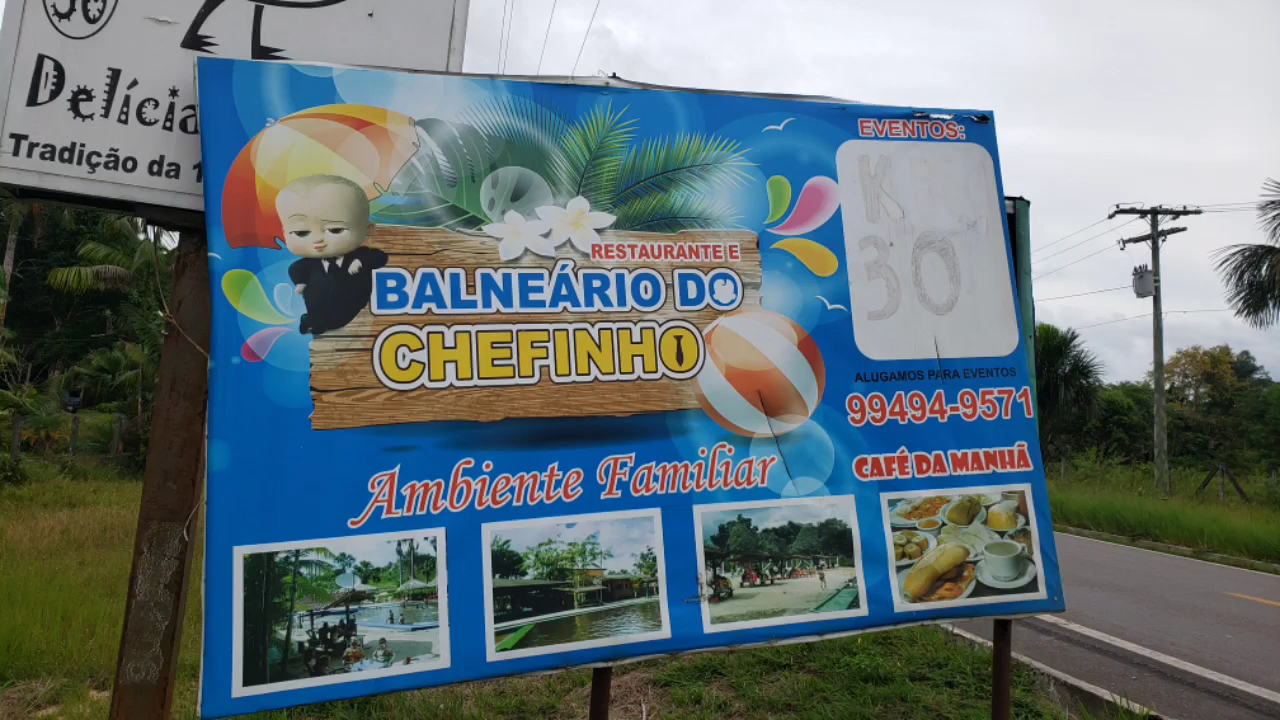 Delícia
Tradição da
EVENTOS:
RESTAURANTE E
BALNEÁRIO DO
CHEFINHO
K
30
ALUGAMOS PARA EVENTOS
99494-9571
Ambiente Familiar
CAFÉ DA MANHÃ